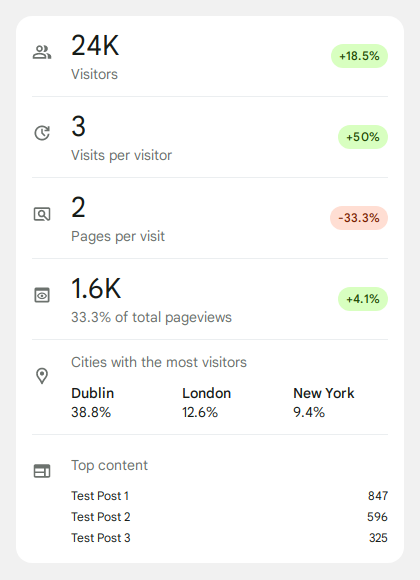 24K
+18.5%
Visitors
3
+50%
Visits per visitor
2
-33.3%
Pages per visit
1.6K
+4.1%
33.3% of total pageviews
Cities with the most visitors
Dublin London New York
38.8% 12.6% 9.4%
Top content
Test Post 1 847
Test Post 2 596
Test Post 3 325